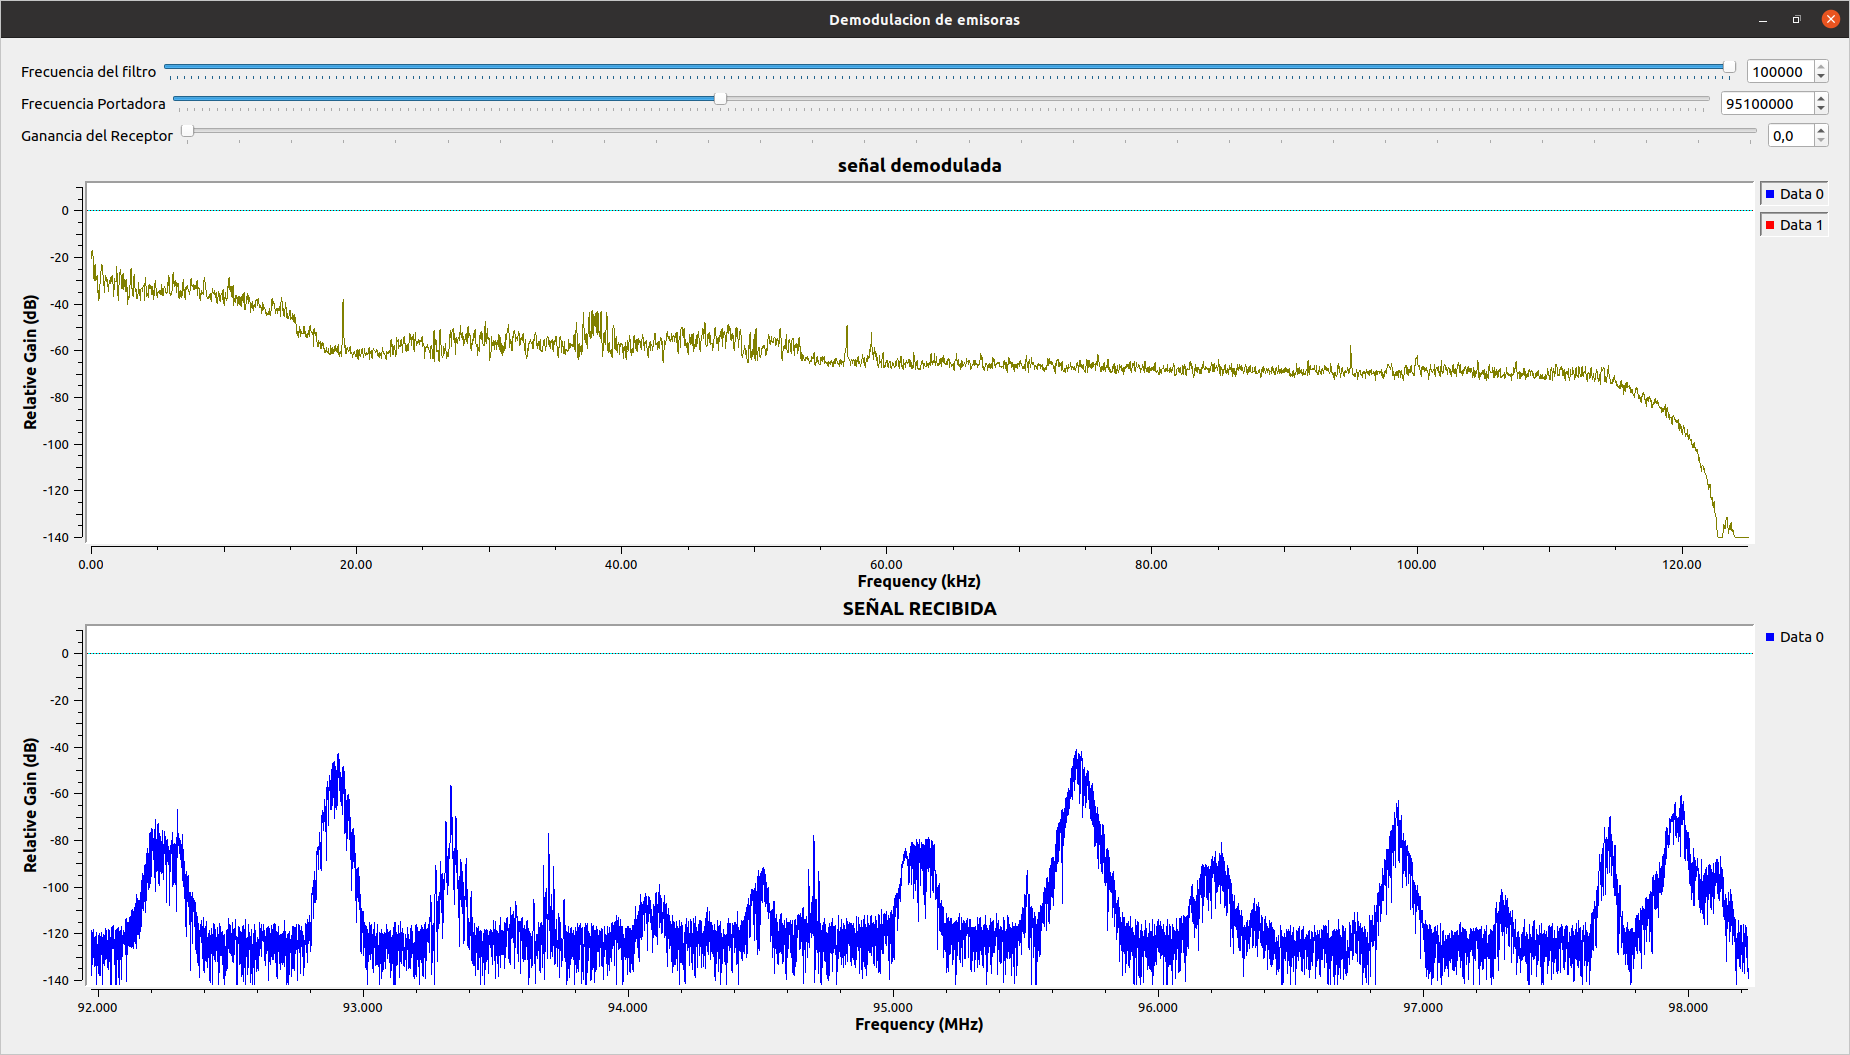 Demodulacion de emisoras
Frecuencia del filtro 100000
Frecuencia Portadora 95100000
Ganancia del Receptor 0,0
señal demodulada
Data 0
Data 1
Relative Gain (dB)
0
-20
-40
-60
-80
-100
-120
-140
0.00 20.00 40.00 60.00 80.00 100.00 120.00
Frequency (kHz)
SEÑAL RECIBIDA
Data 0
Relative Gain (dB)
0
-20
-40
-60
-80
-100
-120
-140
92.000 93.000 94.000 95.000 96.000 97.000 98.000
Frequency (MHz)